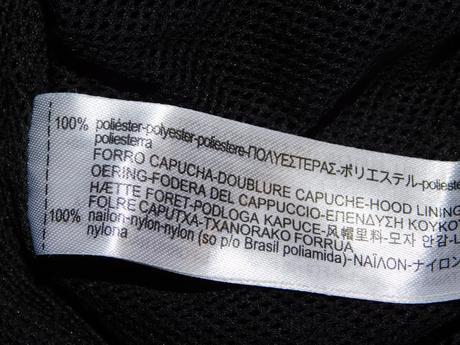 100% poliéster-polyester-poliestere-ΠΟΛΥΕΣΤΕΡΑΣ-ポリエステル-poliester
poliesterra
FORRO CAPUCHA-DOUBLURE CAPUCHE-HOOD LINING
OERING-FODERA DEL CAPPUCCIO-ΕΠΕΝΔΥΣΗ ΚΟΥΚΟΥ
HÆTTE FORET-PODLOGA KAPUCE-风帽里料-모자 안감-L
FOLRE CAPUTXA-TXANORAKO FORRUA
100% nailon-nylon-nylon (so p/o Brasil poliamida)-ΝΑΪΛΟΝ-ナイロン
nylona